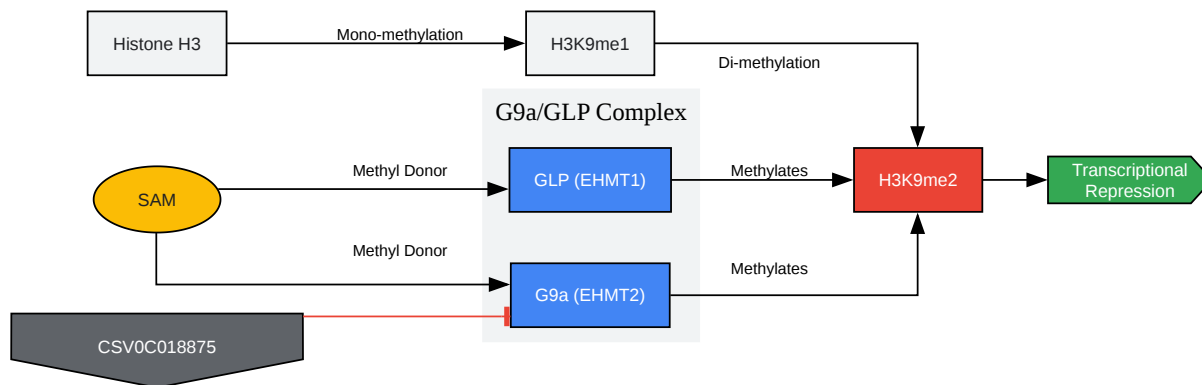 Histone H3
Mono-methylation
H3K9me1
Di-methylation
G9a/GLP Complex
SAM
Methyl Donor
GLP (EHMT1)
Methylates
H3K9me2
Transcriptional
Repression
Methyl Donor
G9a (EHMT2)
Methylates
CSV0C018875